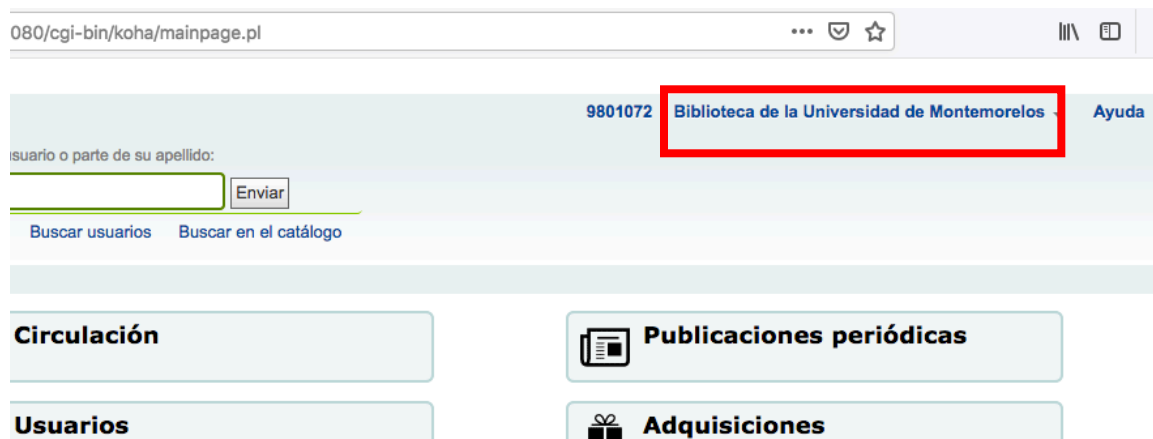 080/cgi-bin/koha/mainpage.pl
9801072 Biblioteca de la Universidad de Montemorelos Ayuda
suario o parte de su apellido:
Enviar
Buscar usuarios Buscar en el catálogo
Circulación Publicaciones periódicas
Usuarios Adquisiciones